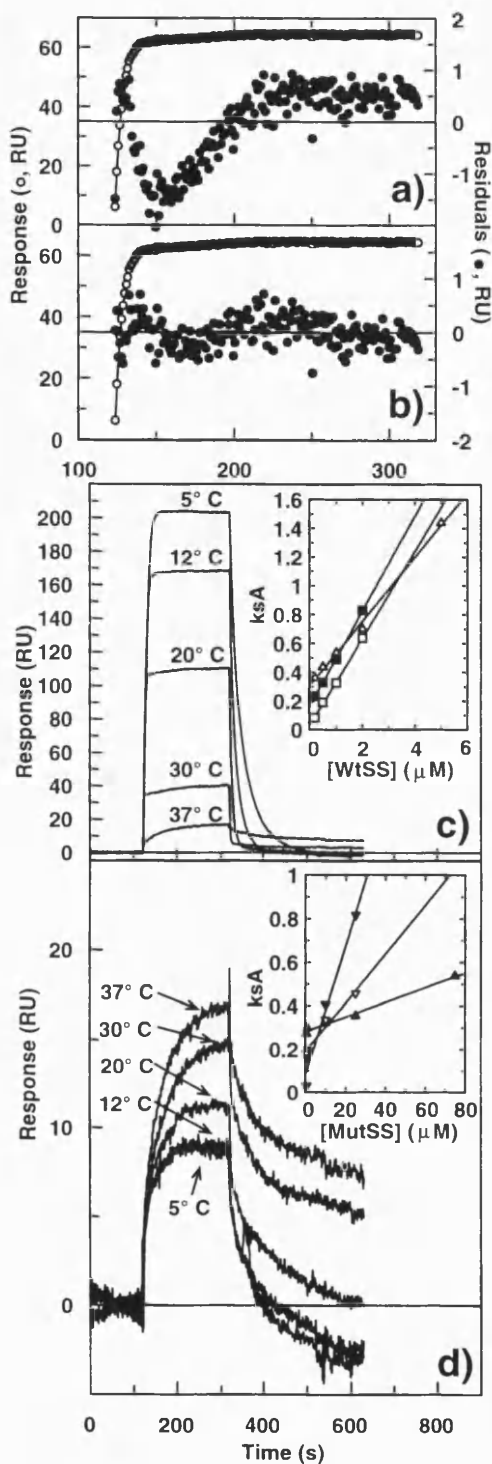 60
40
20
0
a)
2
1
0
-1
Response (o, RU)
Residuals (●, RU)
60
40
20
0
b)
1
0
-1
-2
100
200
300
200
180
160
140
120
100
80
60
40
20
0
Response (RU)
5° C
12° C
20° C
30° C
37° C
c)
1.6
1.4
1.2
1
0.8
0.6
0.4
0.2
0
ksA
0
2
4
6
[WtSS] (μM)
20
10
0
Response (RU)
37° C
30° C
20° C
12° C
5° C
d)
1
0.8
0.6
0.4
0.2
0
ksA
0
20
40
60
80
[MutSS] (μM)
0
200
400
600
800
Time (s)